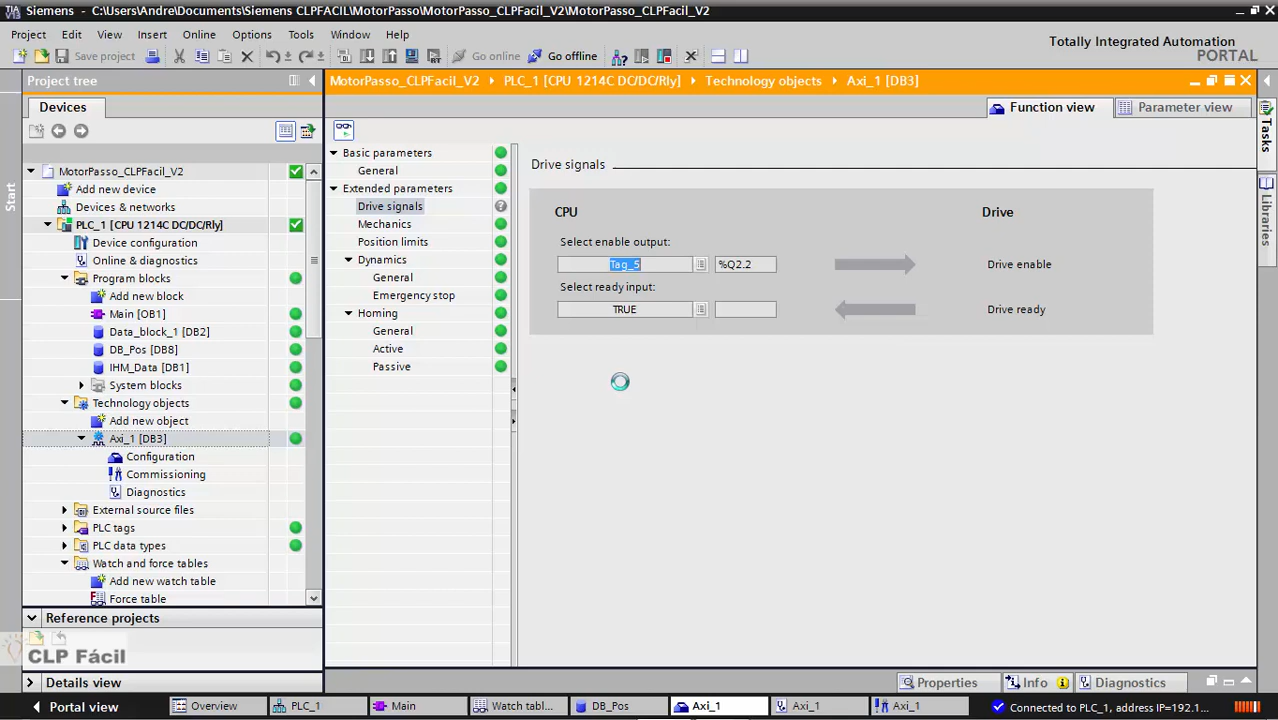 Siemens - C:\Users\Andre\Documents\Siemens CLPFACIL\MotorPasso\MotorPasso_CLPFacil_V2\MotorPasso_CLPFacil_V2
Project Edit View Insert Online Options Tools Window Help
Totally Integrated Automation
PORTAL
Save project Go online Go offline
Project tree
MotorPasso_CLPFacil_V2 PLC_1 [CPU 1214C DC/DC/Rly] Technology objects Axi_1 [DB3]
Devices
Function view Parameter view
Start
Tasks
Libraries
MotorPasso_CLPFacil_V2
Add new device
Devices & networks
PLC_1 [CPU 1214C DC/DC/Rly]
Device configuration
Online & diagnostics
Program blocks
Add new block
Main [OB1]
Data_block_1 [DB2]
DB_Pos [DB8]
IHM_Data [DB1]
System blocks
Technology objects
Add new object
Axi_1 [DB3]
Configuration
Commissioning
Diagnostics
External source files
PLC tags
PLC data types
Watch and force tables
Add new watch table
Force table
Reference projects
CLP Fácil
Details view
Basic parameters
General
Extended parameters
Drive signals
Mechanics
Position limits
Dynamics
General
Emergency stop
Homing
General
Active
Passive
Drive signals
CPU Drive
Select enable output:
Tag_5 %Q2.2 Drive enable
Select ready input:
TRUE Drive ready
Properties Info Diagnostics
Portal view Overview PLC_1 Main Watch tabl... DB_Pos Axi_1 Axi_1 Axi_1 Connected to PLC_1, address IP=192.1...